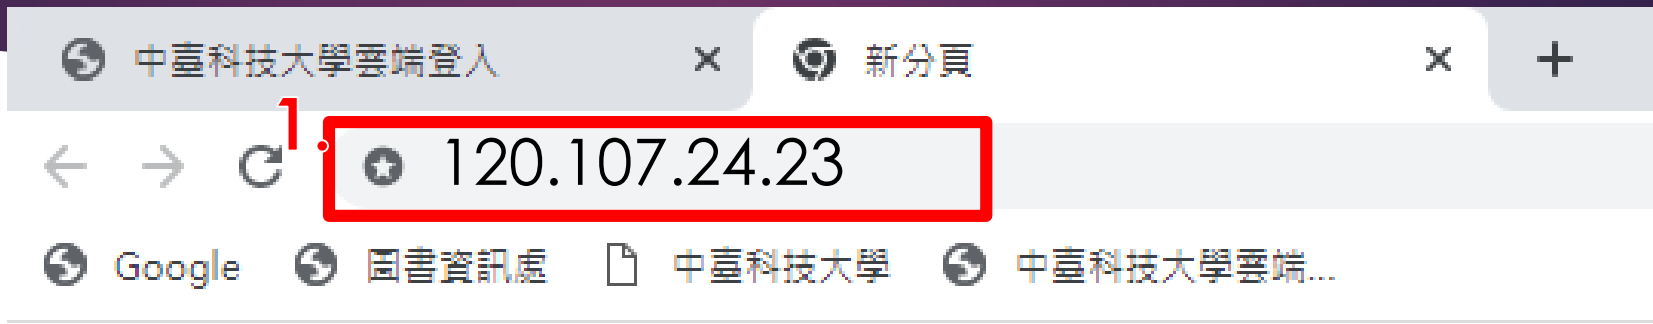 中臺科技大學雲端登入 新分頁
1.
120.107.24.23
Google 圖書資訊處 中臺科技大學 中臺科技大學雲端...